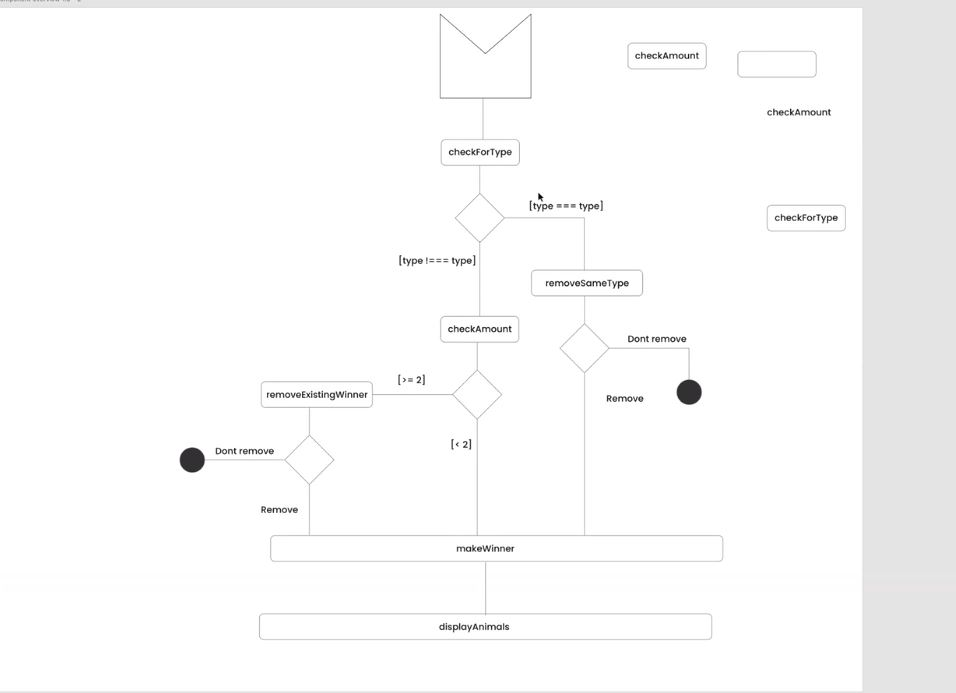 checkAmount
checkAmount
checkForType
[type === type]
checkForType
[type !=== type]
removeSameType
checkAmount
Dont remove
[>= 2]
removeExistingWinner
Remove
[< 2]
Dont remove
Remove
makeWinner
displayAnimals